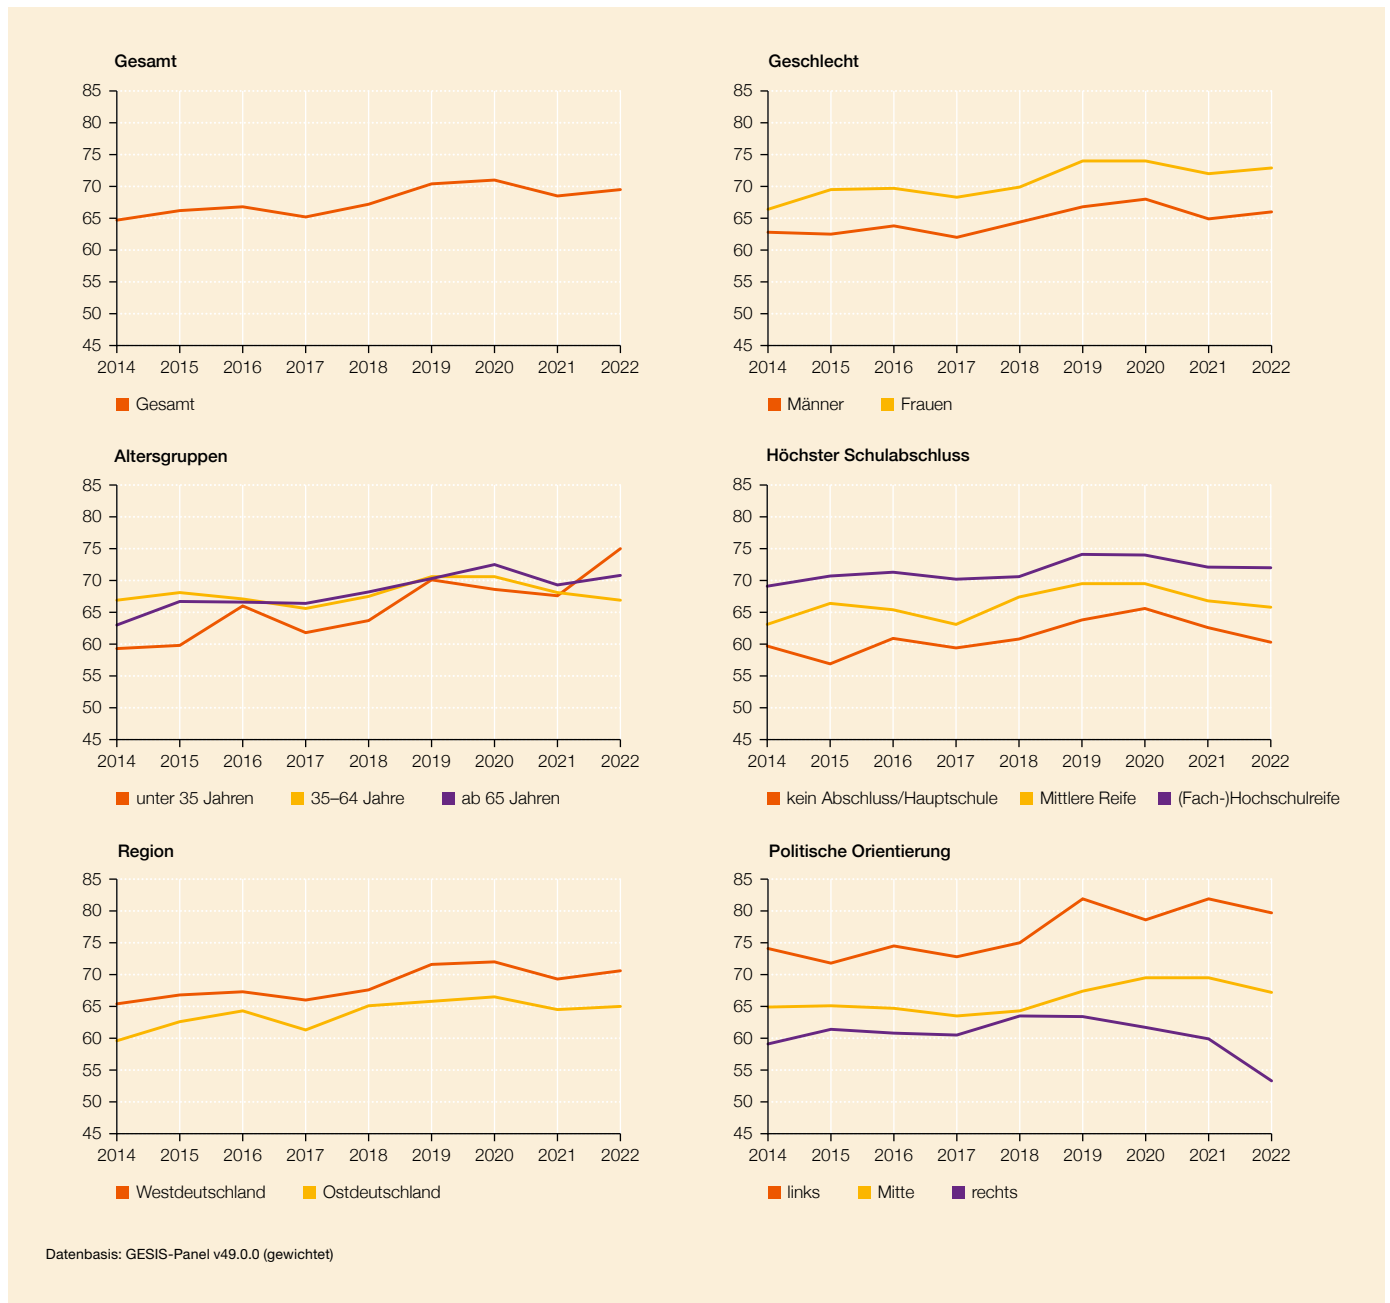 Gesamt
85
80
75
70
65
60
55
50
45
2014 2015 2016 2017 2018 2019 2020 2021 2022
Gesamt
Geschlecht
85
80
75
70
65
60
55
50
45
2014 2015 2016 2017 2018 2019 2020 2021 2022
Männer Frauen
Altersgruppen
85
80
75
70
65
60
55
50
45
2014 2015 2016 2017 2018 2019 2020 2021 2022
unter 35 Jahren 35–64 Jahre ab 65 Jahren
Höchster Schulabschluss
85
80
75
70
65
60
55
50
45
2014 2015 2016 2017 2018 2019 2020 2021 2022
kein Abschluss/Hauptschule Mittlere Reife (Fach-)Hochschulreife
Region
85
80
75
70
65
60
55
50
45
2014 2015 2016 2017 2018 2019 2020 2021 2022
Westdeutschland Ostdeutschland
Politische Orientierung
85
80
75
70
65
60
55
50
45
2014 2015 2016 2017 2018 2019 2020 2021 2022
links Mitte rechts
Datenbasis: GESIS-Panel v49.0.0 (gewichtet)